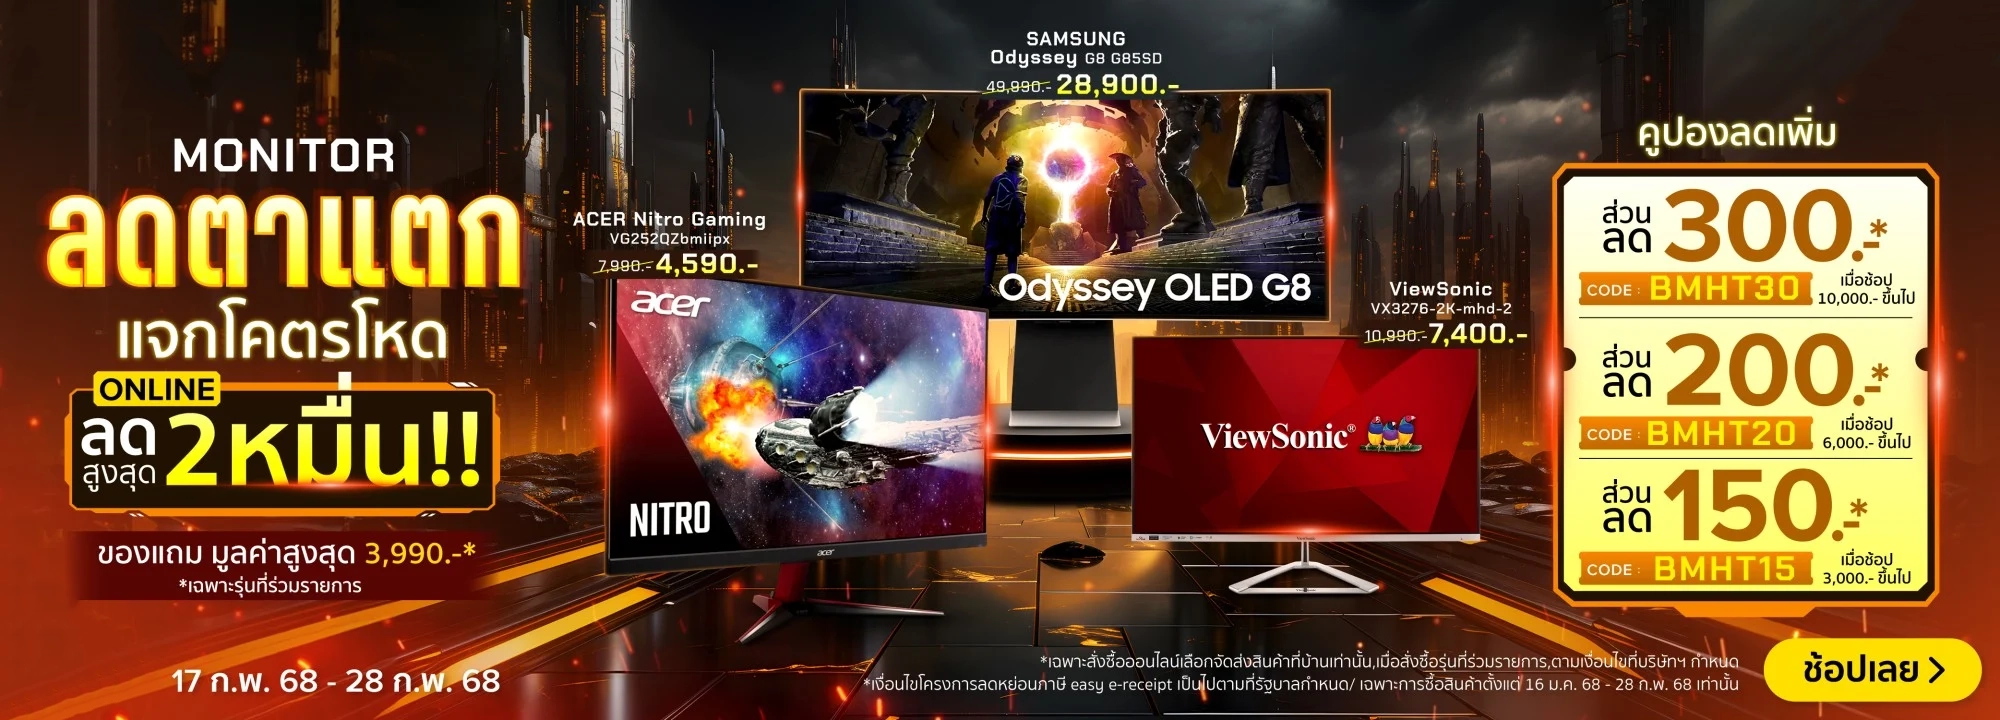 MONITOR
ลดตาแตก
แจกโคตรโหด
ONLINE
ลด
สูงสุด
2หมื่น!!
ของแถม มูลค่าสูงสุด 3,990.-*
*เฉพาะรุ่นที่ร่วมรายการ
17 ก.พ. 68 - 28 ก.พ. 68
ACER Nitro Gaming
VG252QZbmiipx
7,990.- 4,590.-
acer
NITRO
acer
SAMSUNG
Odyssey G8 G85SD
49,990.- 28,900.-
Odyssey OLED G8
ViewSonic
VX3276-2K-mhd-2
10,990.- 7,400.-
ViewSonic®
คูปองลดเพิ่ม
ส่วนลด 300.-*
CODE : BMHT30 เมื่อช้อป 10,000.- ขึ้นไป
ส่วนลด 200.-*
CODE : BMHT20 เมื่อช้อป 6,000.- ขึ้นไป
ส่วนลด 150.-*
CODE : BMHT15 เมื่อช้อป 3,000.- ขึ้นไป
*เฉพาะสั่งซื้อออนไลน์เลือกจัดส่งสินค้าที่บ้านเท่านั้น,เมื่อสั่งซื้อรุ่นที่ร่วมรายการ,ตามเงื่อนไขที่บริษัทฯ กำหนด
*เงื่อนไขโครงการลดหย่อนภาษี easy e-receipt เป็นไปตามที่รัฐบาลกำหนด/ เฉพาะการซื้อสินค้าตั้งแต่ 16 ม.ค. 68 - 28 ก.พ. 68 เท่านั้น
ช้อปเลย >